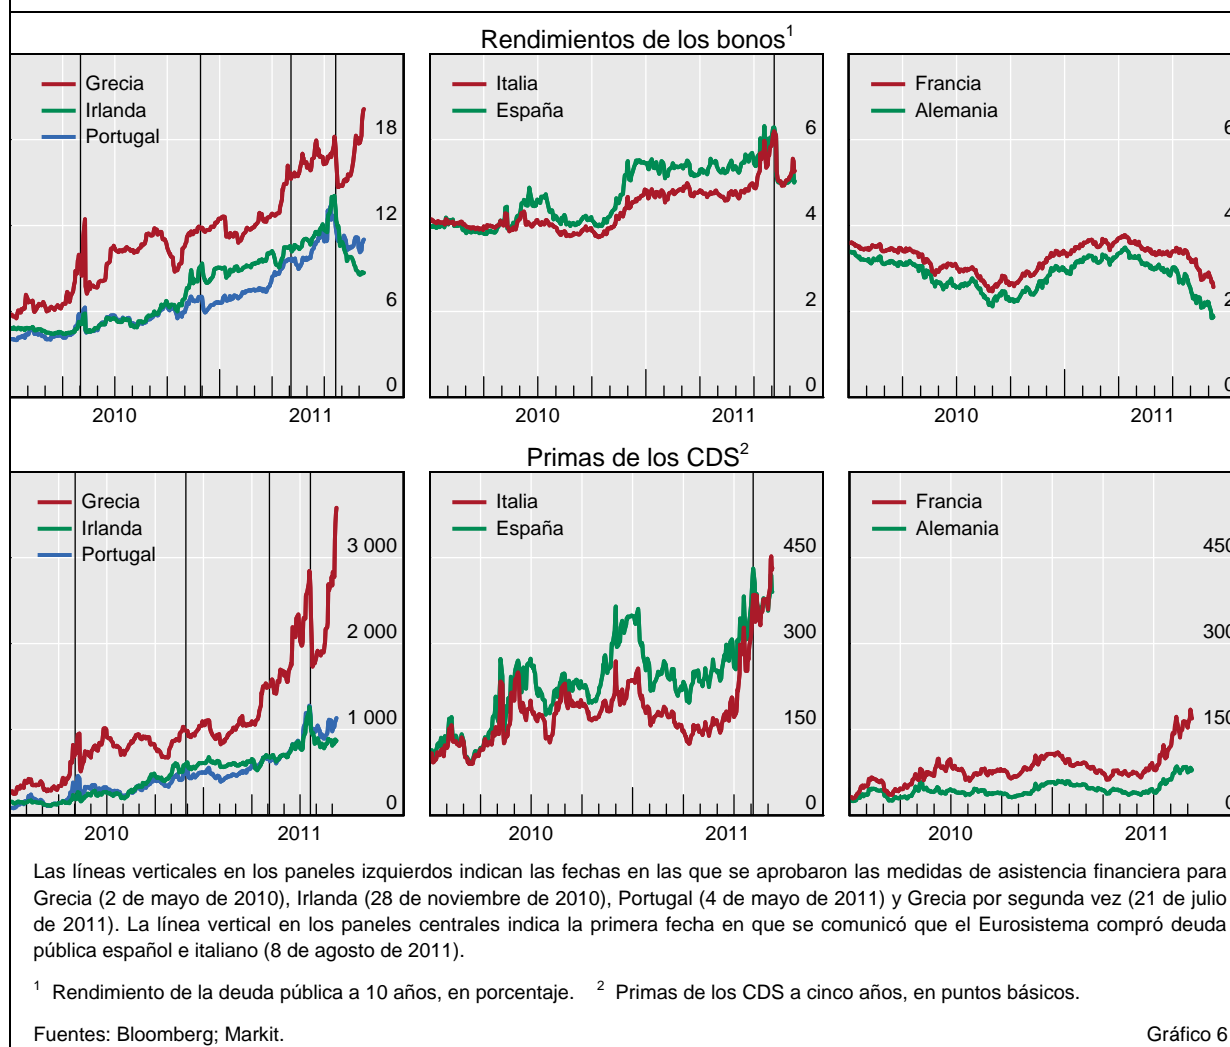 Rendimientos de los bonos1
Grecia
Irlanda
Portugal
18
12
6
0
2010
2011
Italia
España
6
4
2
0
2010
2011
Francia
Alemania
6
4
2
0
2010
2011
Primas de los CDS2
Grecia
Irlanda
Portugal
3 000
2 000
1 000
0
2010
2011
Italia
España
450
300
150
0
2010
2011
Francia
Alemania
450
300
150
0
2010
2011
Las líneas verticales en los paneles izquierdos indican las fechas en las que se aprobaron las medidas de asistencia financiera para
Grecia (2 de mayo de 2010), Irlanda (28 de noviembre de 2010), Portugal (4 de mayo de 2011) y Grecia por segunda vez (21 de julio
de 2011). La línea vertical en los paneles centrales indica la primera fecha en que se comunicó que el Eurosistema compró deuda
pública español e italiano (8 de agosto de 2011).
1 Rendimiento de la deuda pública a 10 años, en porcentaje. 2 Primas de los CDS a cinco años, en puntos básicos.
Fuentes: Bloomberg; Markit. Gráfico 6